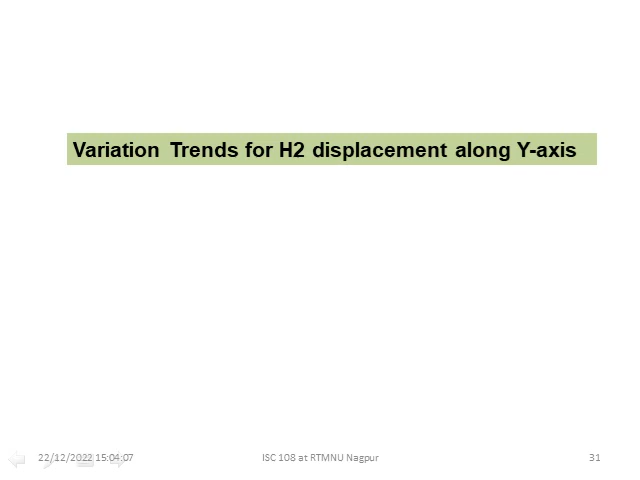 Variation Trends for H2 displacement along Y-axis
22/12/2022 15:04:07 ISC 108 at RTMNU Nagpur 31